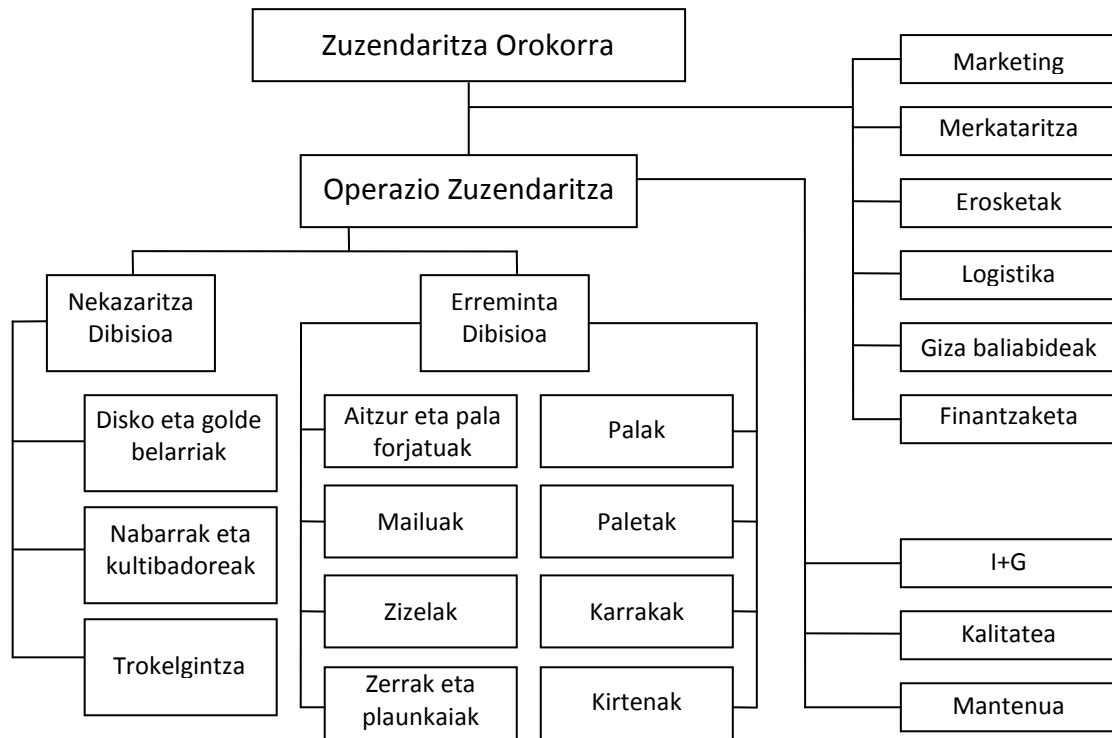 Zuzendaritza Orokorra
Marketing
Merkataritza
Operazio Zuzendaritza
Erosketak
Logistika
Nekazaritza
Dibisioa
Erreminta
Dibisioa
Giza baliabideak
Finantzaketa
Disko eta golde
belarriak
Aitzur eta pala
forjatuak
Palak
Nabarrak eta
kultibadoreak
Mailuak
Paletak
I+G
Trokelgintza
Zizelak
Karrakak
Kalitatea
Zerrak eta
plaunkaiak
Kirtenak
Mantenua